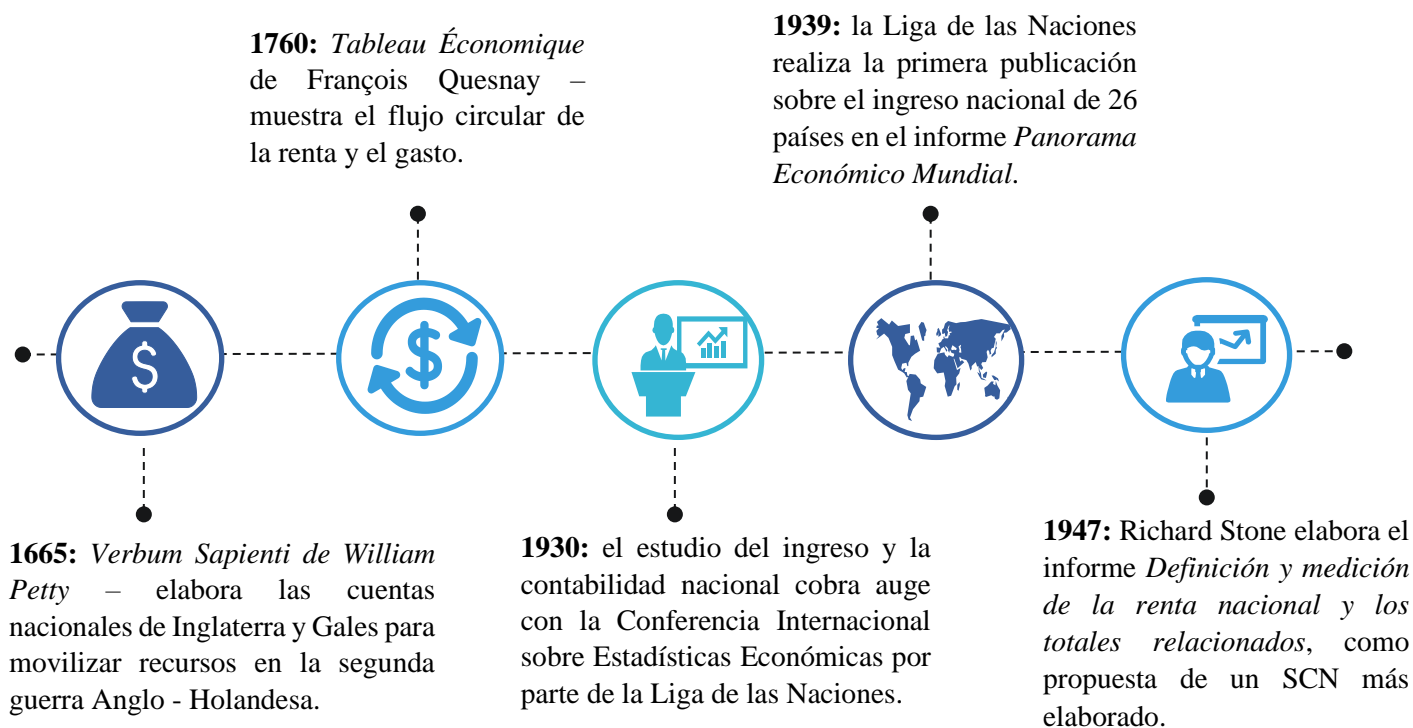 1760: Tableau Économique
de François Quesnay –
muestra el flujo circular de
la renta y el gasto.
1939: la Liga de las Naciones
realiza la primera publicación
sobre el ingreso nacional de 26
países en el informe Panorama
Económico Mundial.
$
$
1665: Verbum Sapienti de William
Petty – elabora las cuentas
nacionales de Inglaterra y Gales para
movilizar recursos en la segunda
guerra Anglo - Holandesa.
1930: el estudio del ingreso y la
contabilidad nacional cobra auge
con la Conferencia Internacional
sobre Estadísticas Económicas por
parte de la Liga de las Naciones.
1947: Richard Stone elabora el
informe Definición y medición
de la renta nacional y los
totales relacionados, como
propuesta de un SCN más
elaborado.